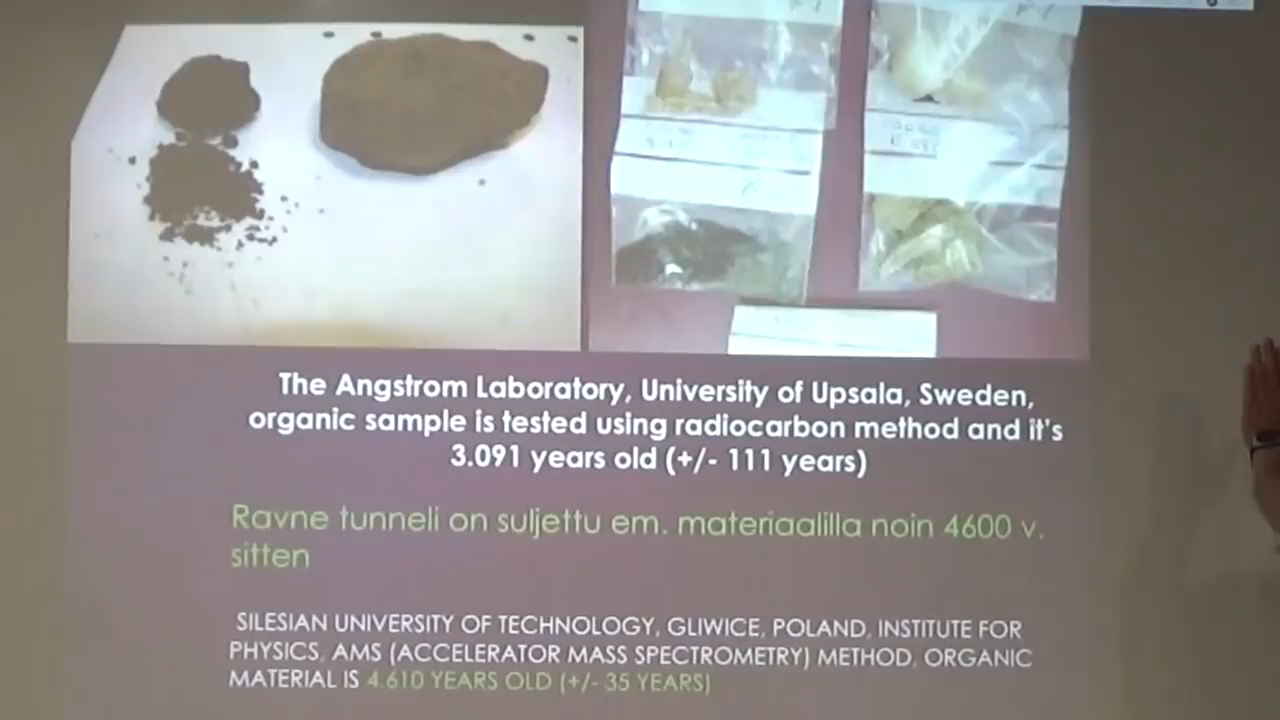 The Angstrom Laboratory, University of Upsala, Sweden,
organic sample is tested using radiocarbon method and it's
3.091 years old (+/- 111 years)
Ravne tunneli on suljettu em. materiaalilla noin 4600 v.
sitten
SILESIAN UNIVERSITY OF TECHNOLOGY, GLIWICE, POLAND, INSTITUTE FOR
PHYSICS, AMS (ACCELERATOR MASS SPECTROMETRY) METHOD, ORGANIC
MATERIAL IS 4.610 YEARS OLD (+/- 35 YEARS)